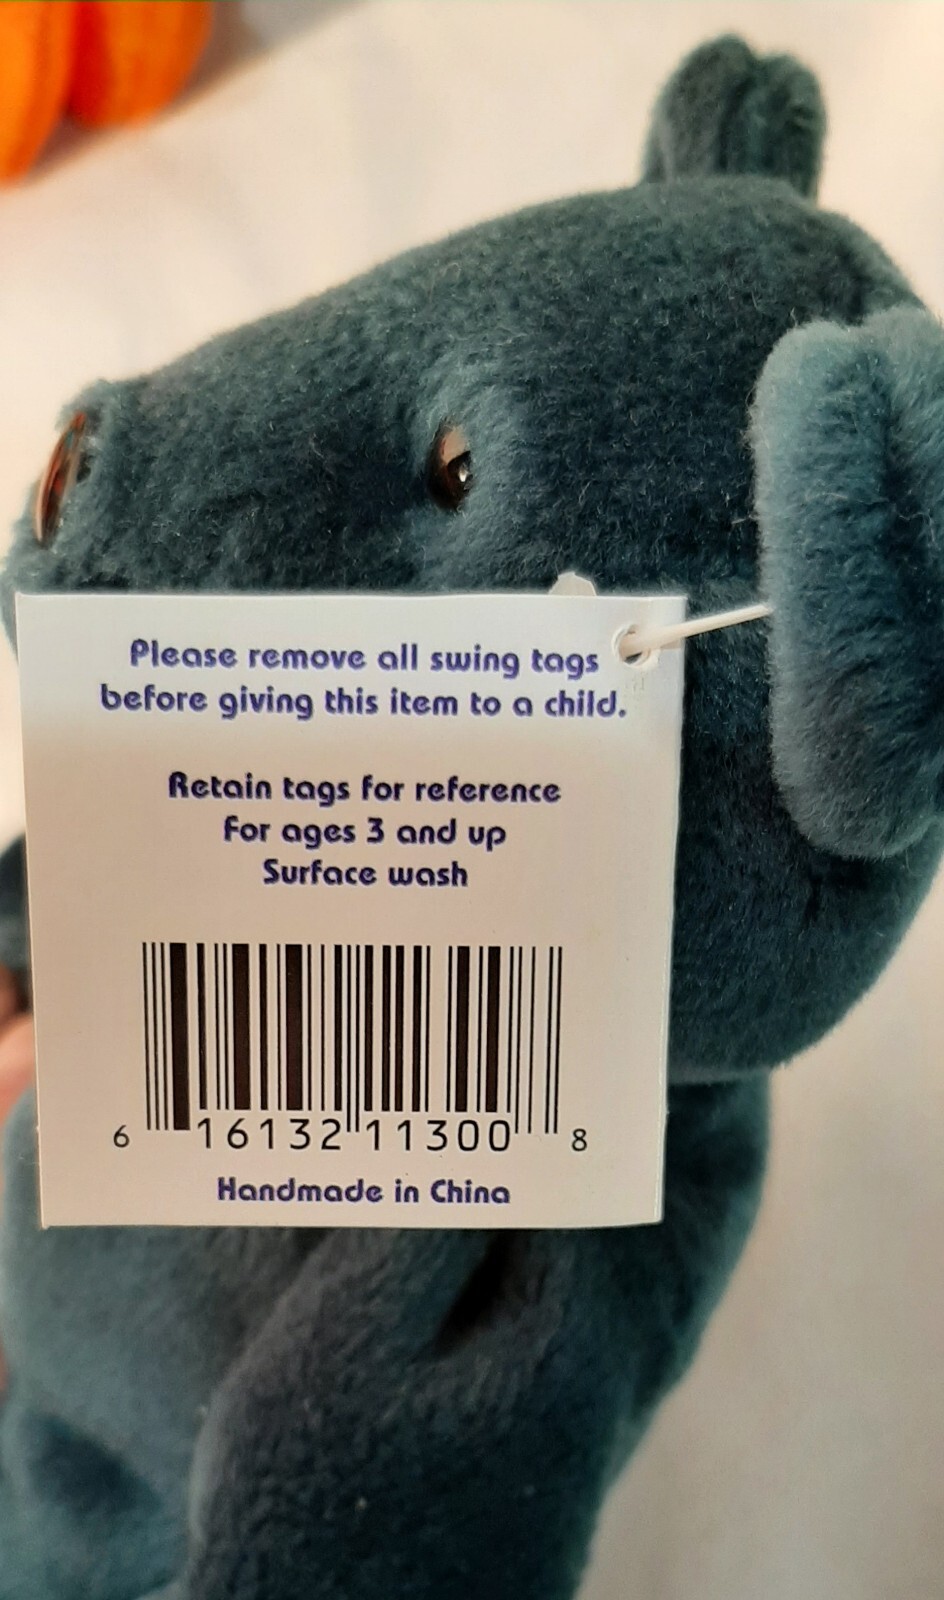 Please remove all swing tags
before giving this item to a child.
Retain tags for reference
For ages 3 and up
Surface wash
6 16132 11300 8
Handmade in China